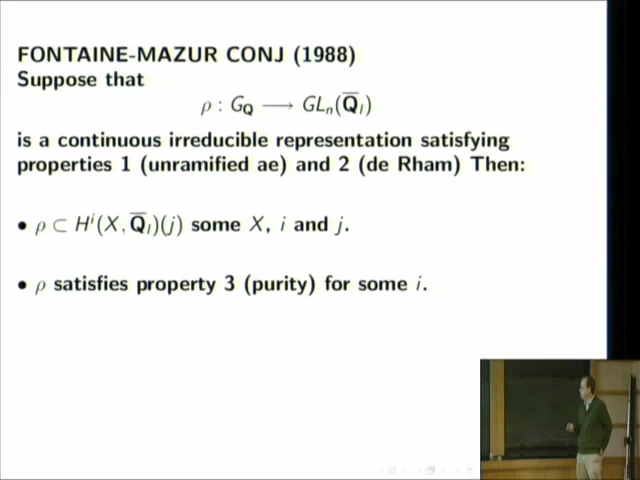 FONTAINE-MAZUR CONJ (1988)
Suppose that
ρ : G_Q ⟶ GL_n(Q̅_l)
is a continuous irreducible representation satisfying
properties 1 (unramified ae) and 2 (de Rham) Then:
• ρ ⊂ H^i(X, Q̅_l)(j) some X, i and j.
• ρ satisfies property 3 (purity) for some i.